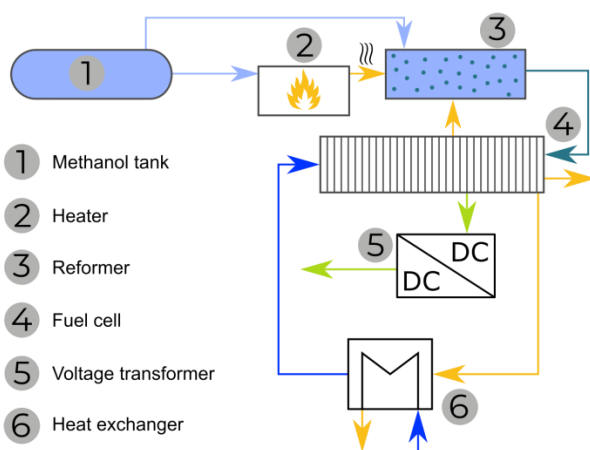 2
3
1
4
1 Methanol tank
2 Heater
5 DC
3 Reformer
DC
4 Fuel cell
5 Voltage transformer
6
6 Heat exchanger